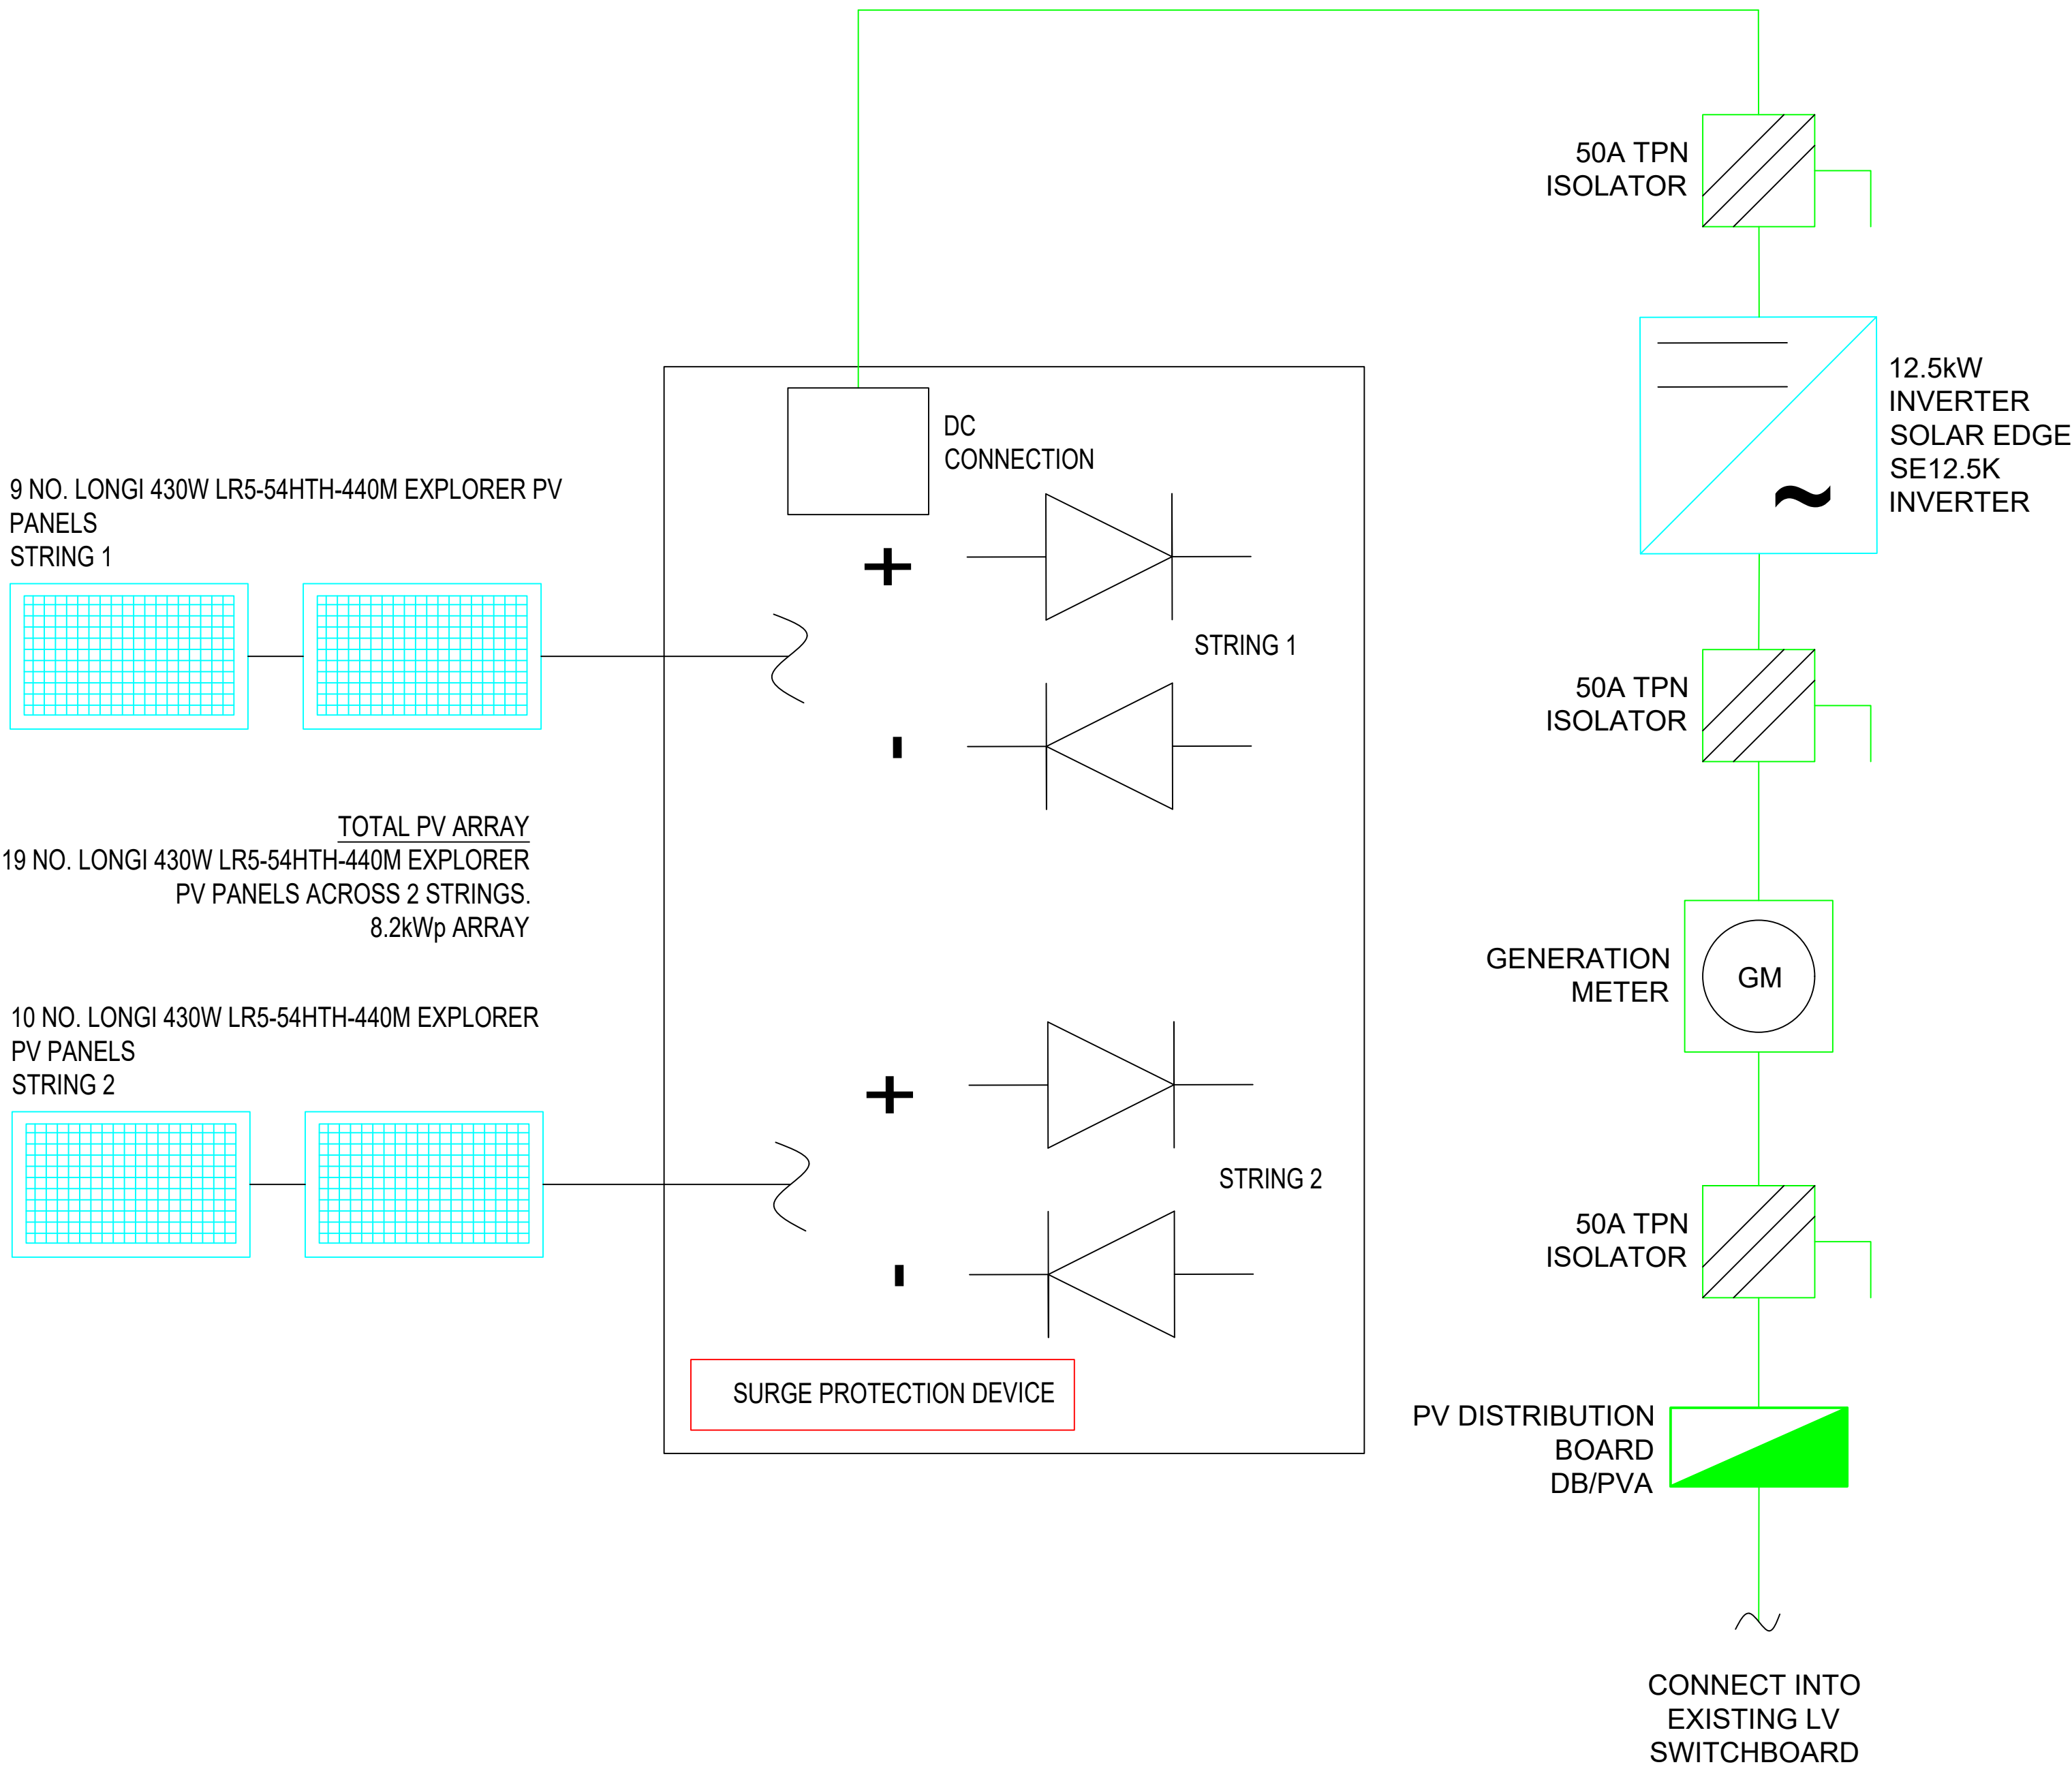 50A TPN
ISOLATOR
12.5kW
INVERTER
SOLAR EDGE
SE12.5K
INVERTER
DC
CONNECTION
9 NO. LONGI 430W LR5-54HTH-440M EXPLORER PV
PANELS
STRING 1
+
STRING 1
-
50A TPN
ISOLATOR
TOTAL PV ARRAY
19 NO. LONGI 430W LR5-54HTH-440M EXPLORER
PV PANELS ACROSS 2 STRINGS.
8.2kWp ARRAY
GENERATION
METER
GM
10 NO. LONGI 430W LR5-54HTH-440M EXPLORER
PV PANELS
STRING 2
+
STRING 2
-
50A TPN
ISOLATOR
SURGE PROTECTION DEVICE
PV DISTRIBUTION
BOARD
DB/PVA
CONNECT INTO
EXISTING LV
SWITCHBOARD